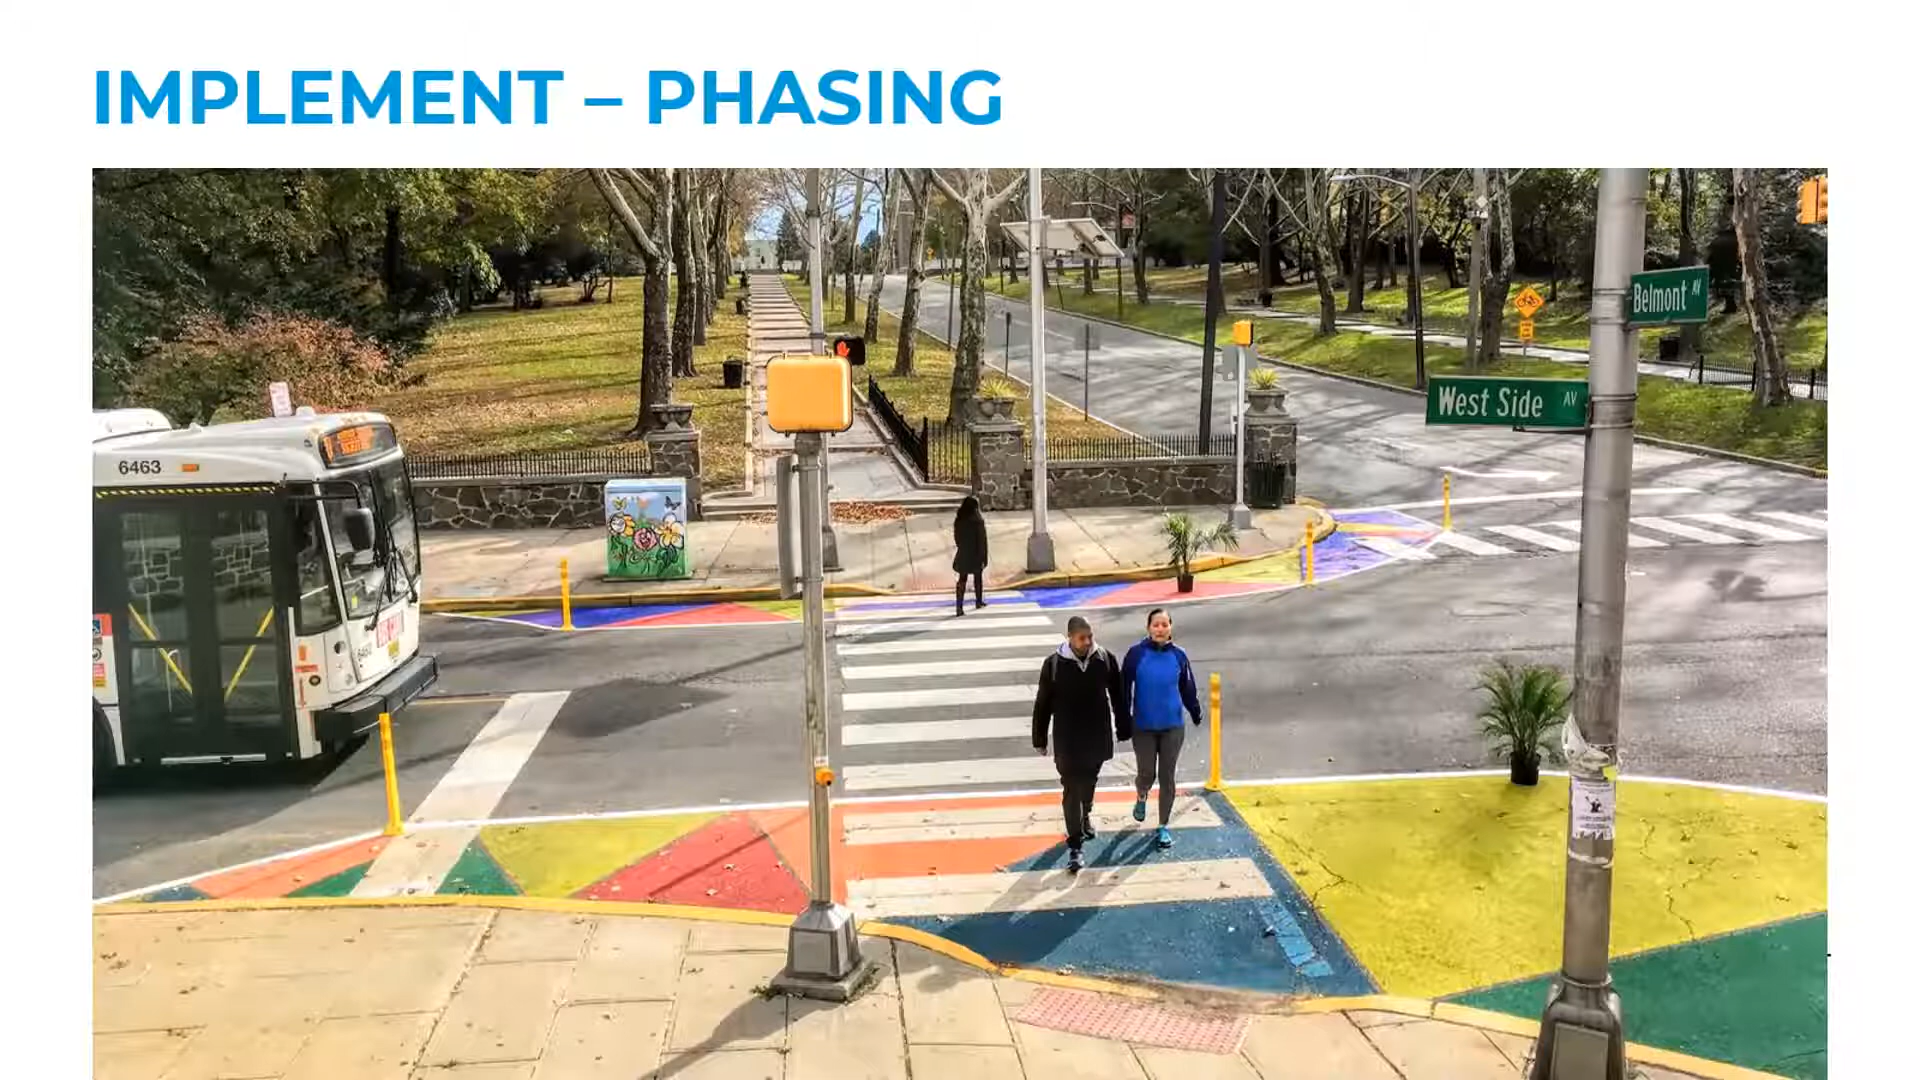 IMPLEMENT – PHASING
Belmont AV
West Side AV
6463